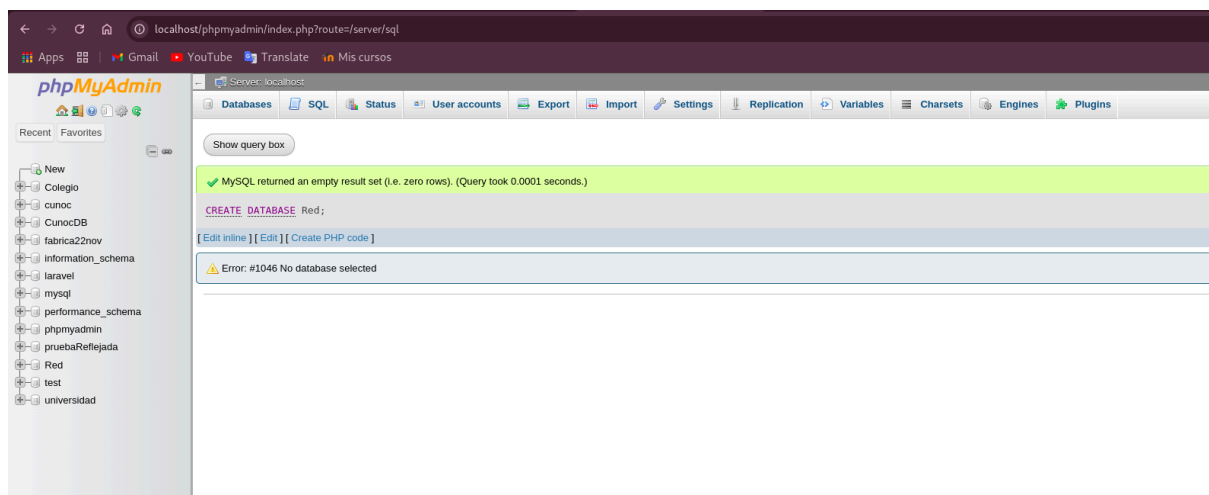 localhost/phpmyadmin/index.php?route=/server/sql
Apps Gmail YouTube Translate Mis cursos
phpMyAdmin
Recent Favorites
New
Colegio
cunoc
CunocDB
fabrica22nov
information_schema
laravel
mysql
performance_schema
phpmyadmin
pruebaReflejada
Red
test
universidad
Server: localhost
Databases SQL Status User accounts Export Import Settings Replication Variables Charsets Engines Plugins
Show query box
MySQL returned an empty result set (i.e. zero rows). (Query took 0.0001 seconds.)
CREATE DATABASE Red;
[ Edit inline ] [ Edit ] [ Create PHP code ]
Error: #1046 No database selected